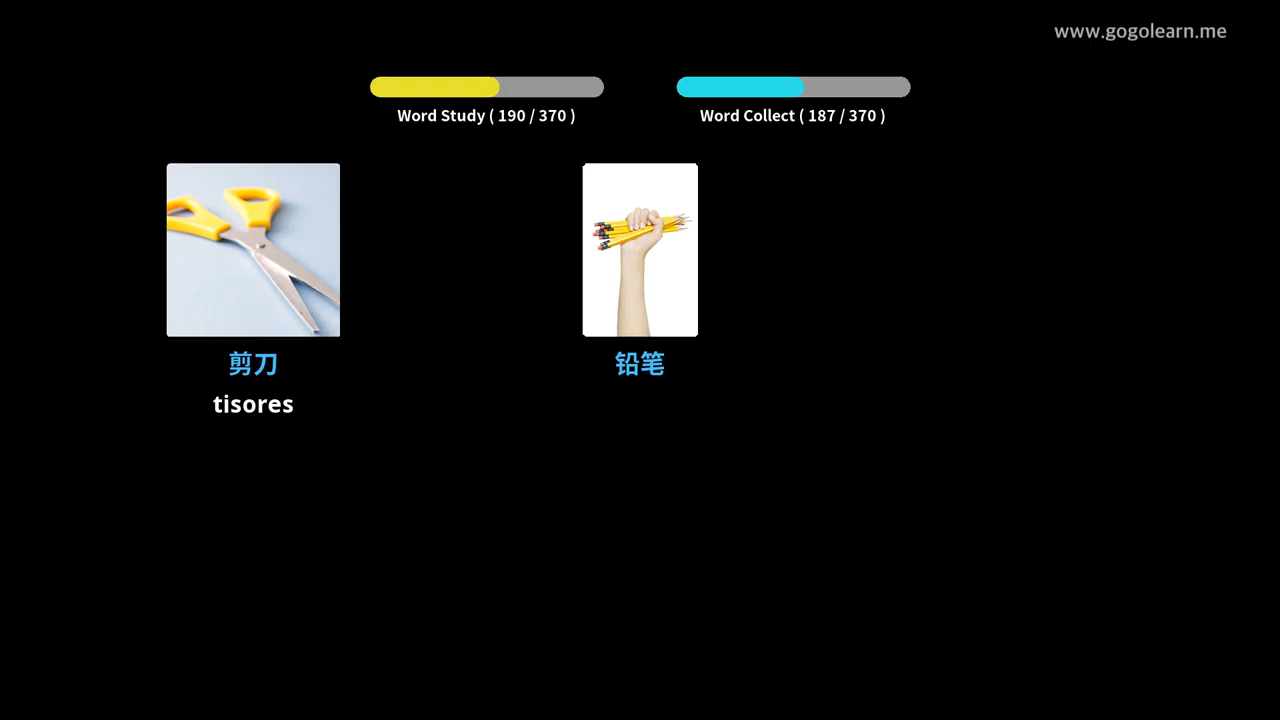 www.gogolearn.me
Word Study ( 190 / 370 )
Word Collect ( 187 / 370 )
剪刀
铅笔
tisores